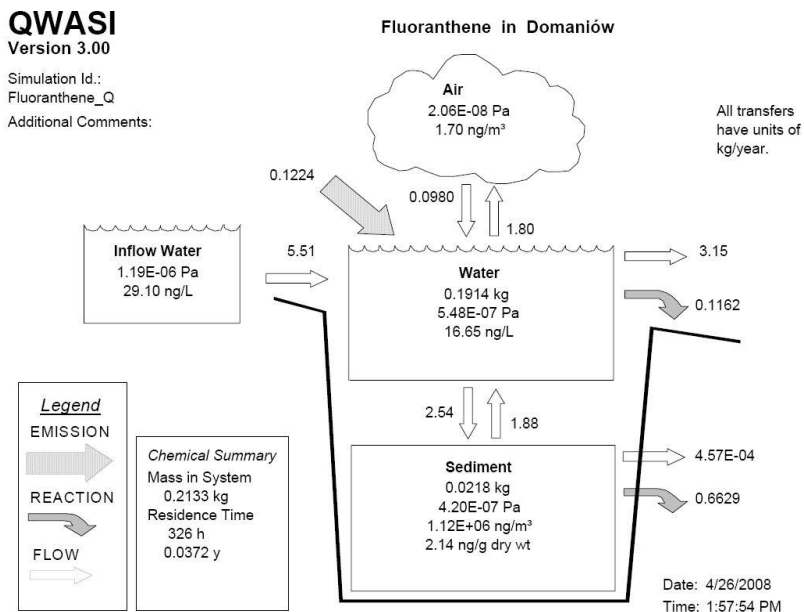 QWASI
Version 3.00
Simulation Id.:
Fluoranthene_Q
Additional Comments:
Fluoranthene in Domaniów
Air
2.06E-08 Pa
1.70 ng/m³
All transfers
have units of
kg/year.
0.1224
0.0980
1.80
Inflow Water
1.19E-06 Pa
29.10 ng/L
5.51
Water
0.1914 kg
5.48E-07 Pa
16.65 ng/L
3.15
0.1162
2.54
1.88
Sediment
0.0218 kg
4.20E-07 Pa
1.12E+06 ng/m³
2.14 ng/g dry wt
4.57E-04
0.6629
Legend
EMISSION
REACTION
FLOW
Chemical Summary
Mass in System
0.2133 kg
Residence Time
326 h
0.0372 y
Date: 4/26/2008
Time: 1:57:54 PM